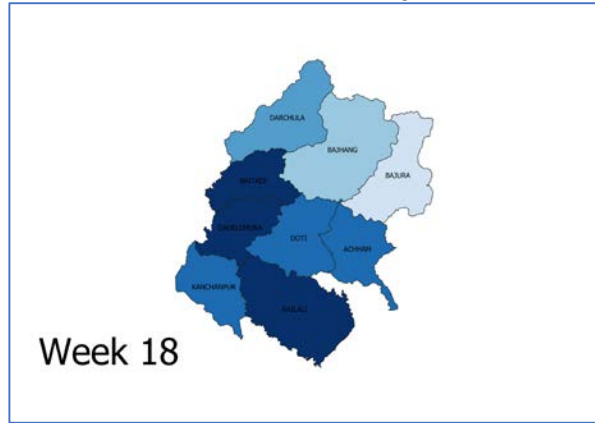 DARCHULA
BAJHANG
BAJURA
BAITADI
DADELDHURA
DOTI
ACHHAM
KANCHANPUR
KAILALI
Week 18